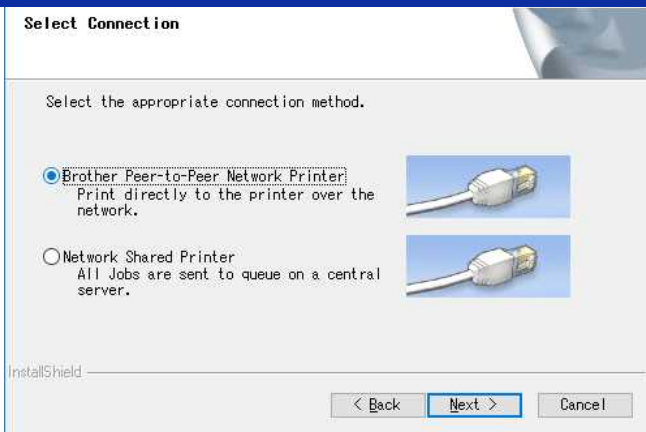 Select Connection
Select the appropriate connection method.
Brother Peer-to-Peer Network Printer
Print directly to the printer over the
network.
Network Shared Printer
All Jobs are sent to queue on a central
server.
InstallShield
< Back
Next >
Cancel